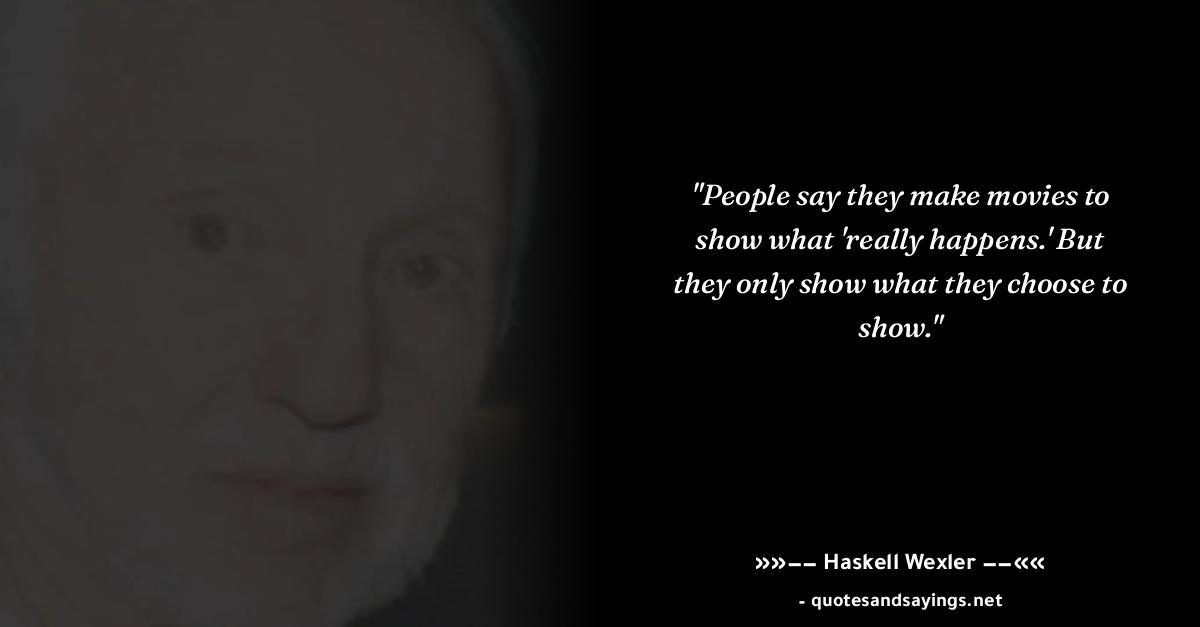 "People say they make movies to
show what 'really happens.' But
they only show what they choose to
show."
»»−− Haskell Wexler −−««
- quotesandsayings.net